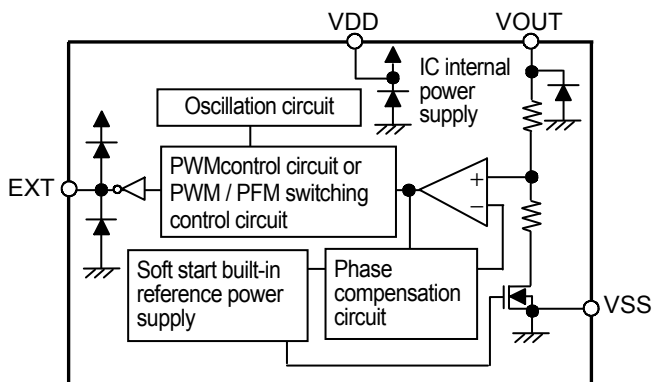 VDD
VOUT
IC internal
power
supply
Oscillation circuit
PWMcontrol circuit or
PWM / PFM switching
control circuit
EXT
+
−
Soft start built-in
reference power
supply
Phase
compensation
circuit
VSS